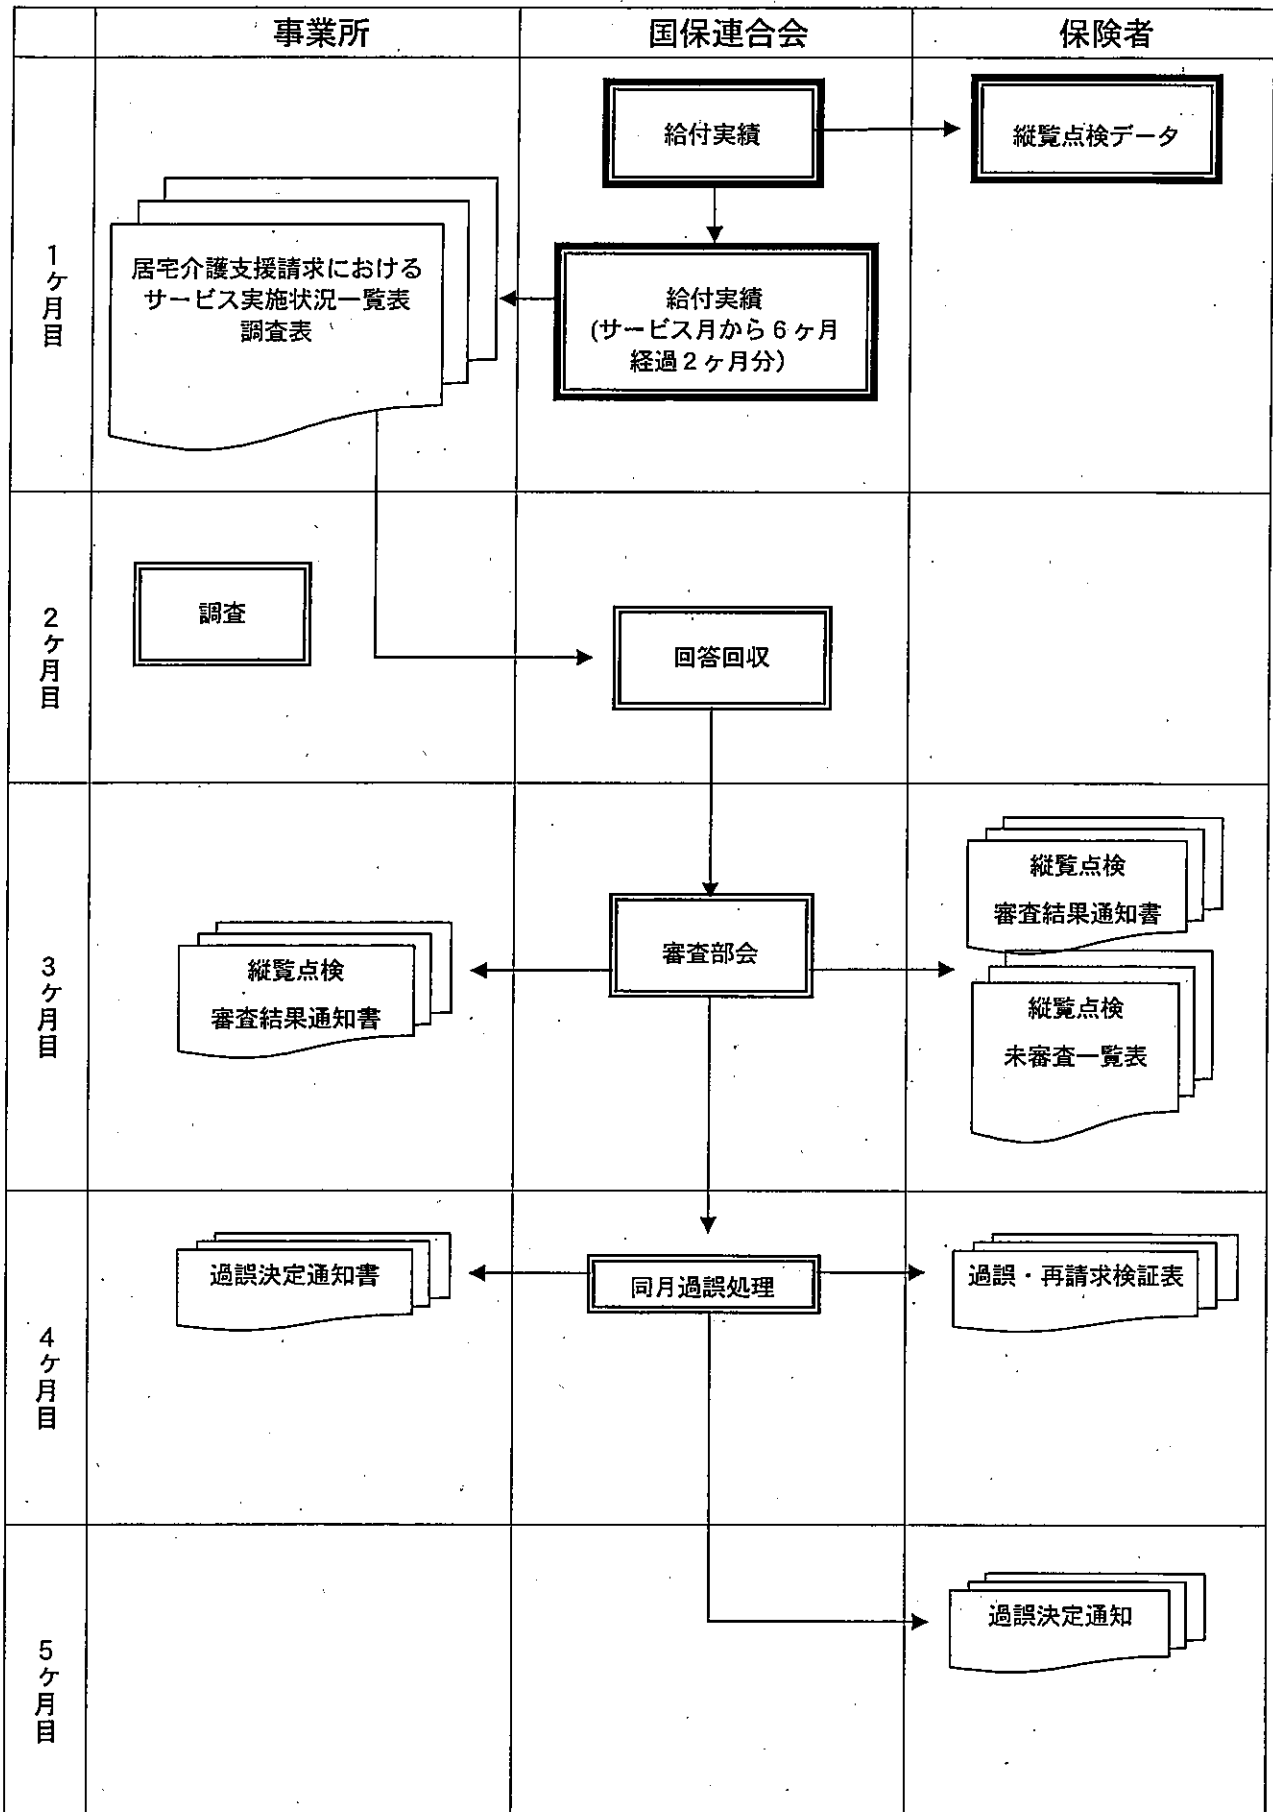 事業所
国保連合会
保険者
1ケ月目
給付実績
縦覧点検データ
居宅介護支援請求における
サービス実施状況一覧表
調査表
給付実績
(サービス月から6ヶ月
経過2ヶ月分)
2ケ月目
調査
回答回収
3ケ月目
縦覧点検
審査結果通知書
審査部会
縦覧点検
審査結果通知書
縦覧点検
未審査一覧表
4ケ月目
過誤決定通知書
同月過誤処理
過誤・再請求検証表
5ケ月目
過誤決定通知